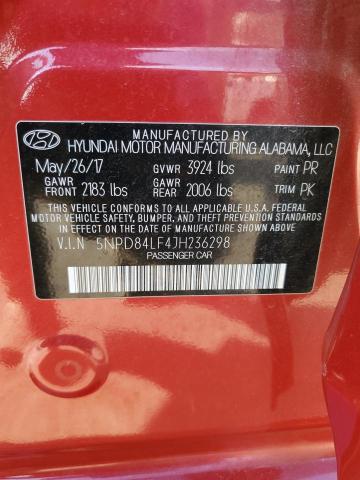 MANUFACTURED BY
HYUNDAI MOTOR MANUFACTURING ALABAMA, LLC
May/26/17 GVWR 3924 lbs PAINT PR
GAWR FRONT 2183 lbs GAWR REAR 2006 lbs TRIM PK
THIS VEHICLE CONFORMS TO ALL APPLICABLE U.S.A. FEDERAL
MOTOR VEHICLE SAFETY, BUMPER, AND THEFT PREVENTION
STANDARDS IN EFFECT ON THE DATE OF MANUFACTURE SHOWN ABOVE.
V.I.N 5NPD84LF4JH236298
PASSENGER CAR